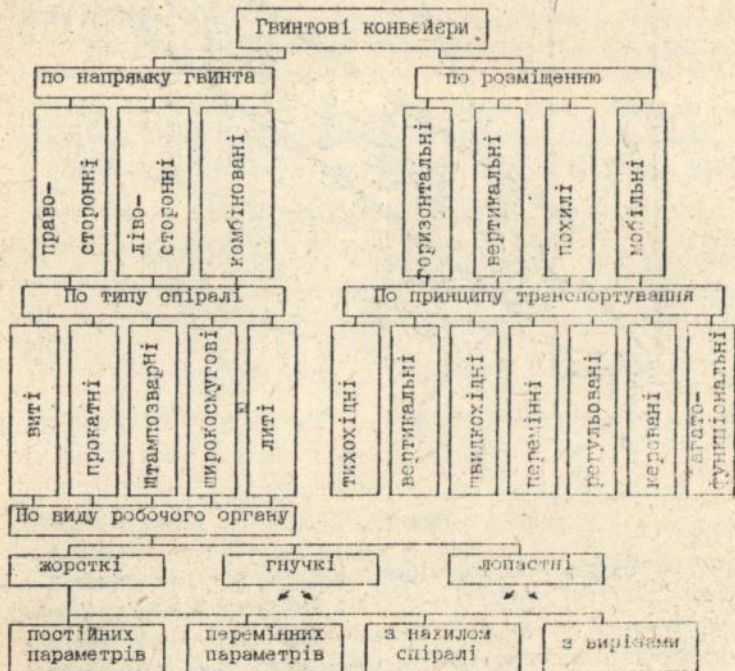 Гвинтові конвейєри
по напрямку гвинта
по розміщенню
право-
сторонні
ліво-
сторонні
комбіновані
горизонтальні
вертикальні
похилі
мобільні
По типу спіралі
По принципу транспортування
виті
прокатні
штампозварні
широкосмугові
литі
тихохідні
вертикальні
швидкохідні
перемінні
регульовані
керовані
багато-
функціональні
По виду робочого органу
жорсткі
гнучкі
лопастні
постійних
параметрів
перемінних
параметрів
з нахилом
спіралі
з вирізами